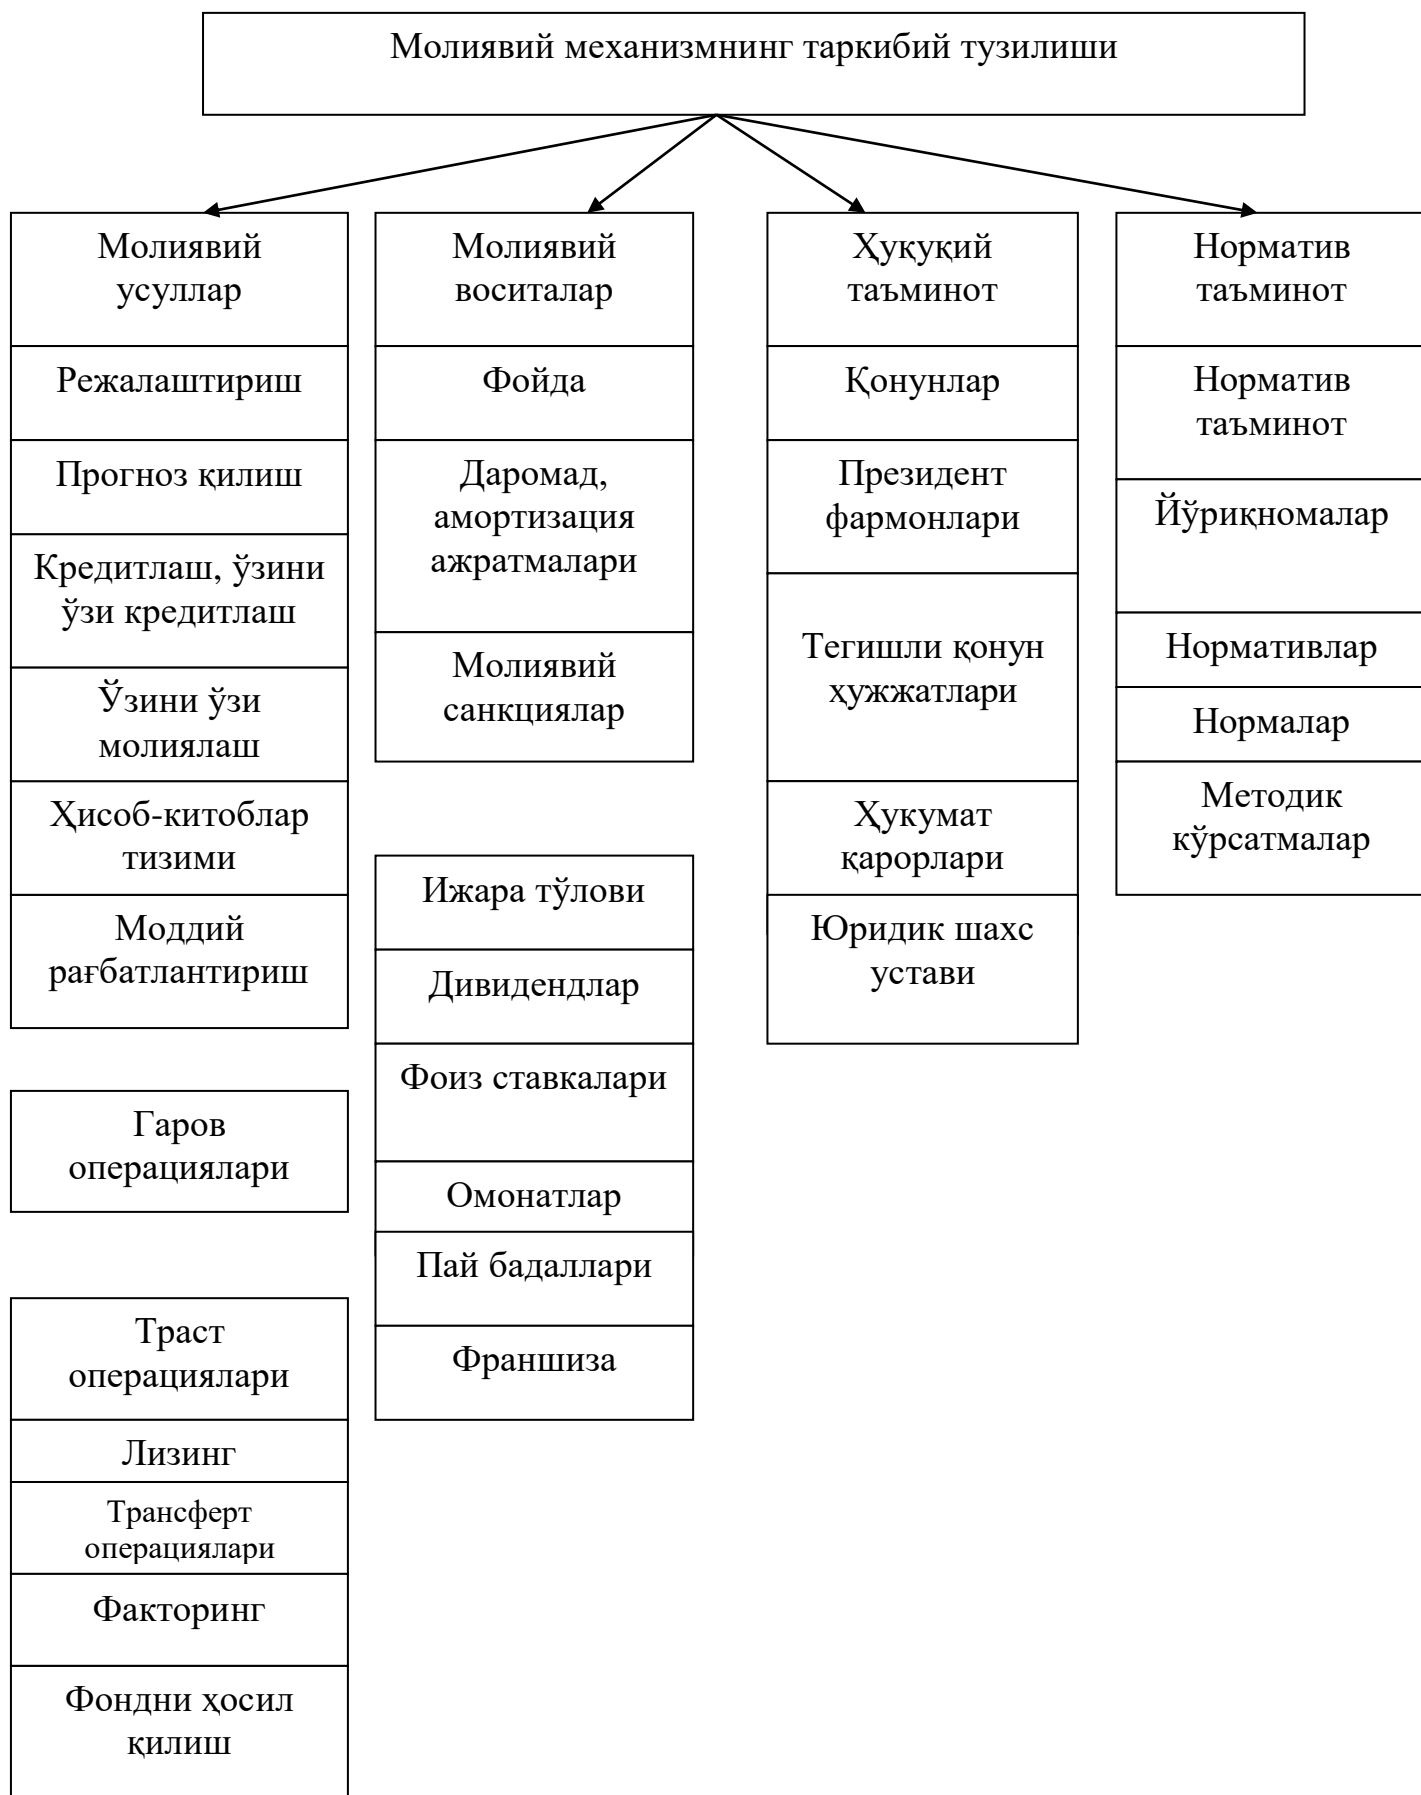 Молиявий механизмнинг таркибий тузилиши
Молиявий
усуллар
Режалаштириш
Прогноз қилиш
Кредитлаш, ўзини
ўзи кредитлаш
Ўзини ўзи
молиялаш
Ҳисоб-китоблар
тизими
Моддий
рағбатлантириш
Гаров
операциялари
Траст
операциялари
Лизинг
Трансферт
операциялари
Факторинг
Фондни ҳосил
қилиш
Молиявий
воситалар
Фойда
Даромад,
амортизация
ажратмалари
Молиявий
санкциялар
Ижара тўлови
Дивидендлар
Фоиз ставкалари
Омонатлар
Пай бадаллари
Франшиза
Ҳуқуқий
таъминот
Қонунлар
Президент
фармонлари
Тегишли қонун
ҳужжатлари
Ҳукумат
қарорлари
Юридик шахс
устави
Норматив
таъминот
Норматив
таъминот
Йўриқномалар
Нормативлар
Нормалар
Методик
кўрсатмалар